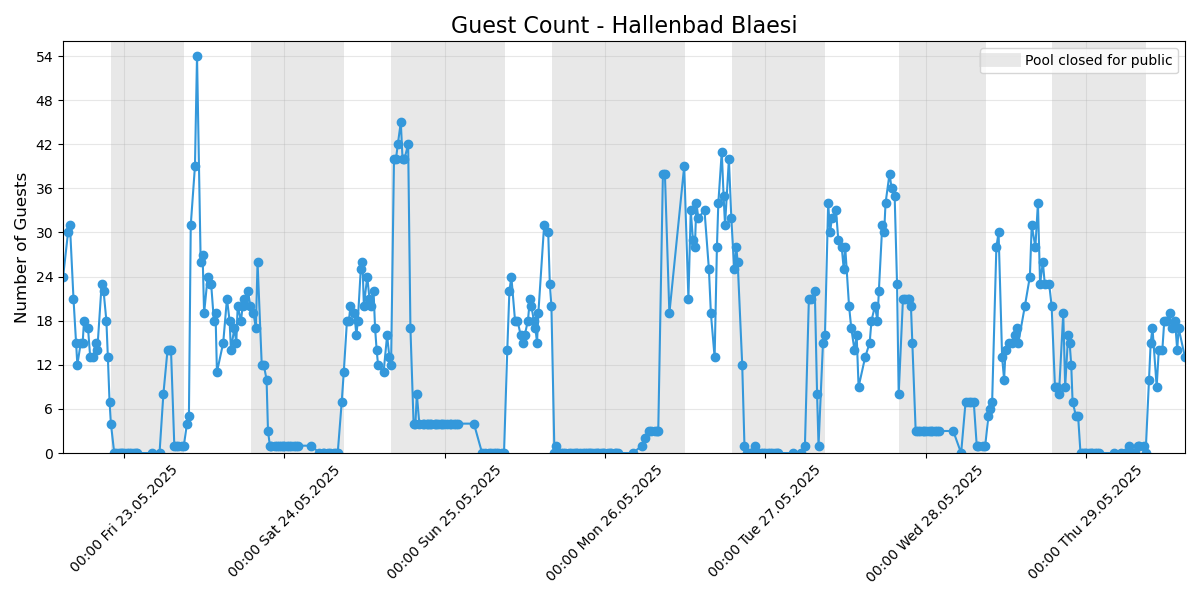 Guest Count - Hallenbad Blaesi
Pool closed for public
Number of Guests
54
48
42
36
30
24
18
12
6
0
00:00 Fri 23.05.2025
00:00 Sat 24.05.2025
00:00 Sun 25.05.2025
00:00 Mon 26.05.2025
00:00 Tue 27.05.2025
00:00 Wed 28.05.2025
00:00 Thu 29.05.2025